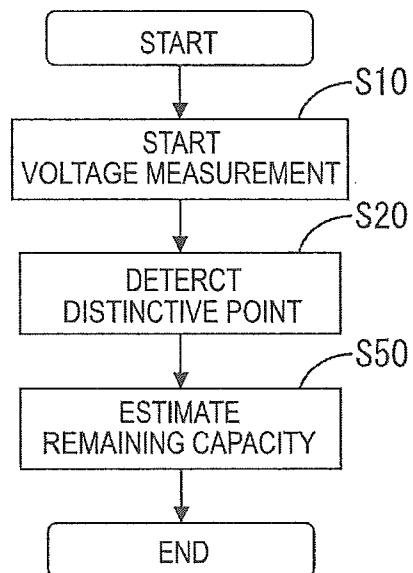 START
S10
START
VOLTAGE MEASUREMENT
S20
DETERCT
DISTINCTIVE POINT
S50
ESTIMATE
REMAINING CAPACITY
END